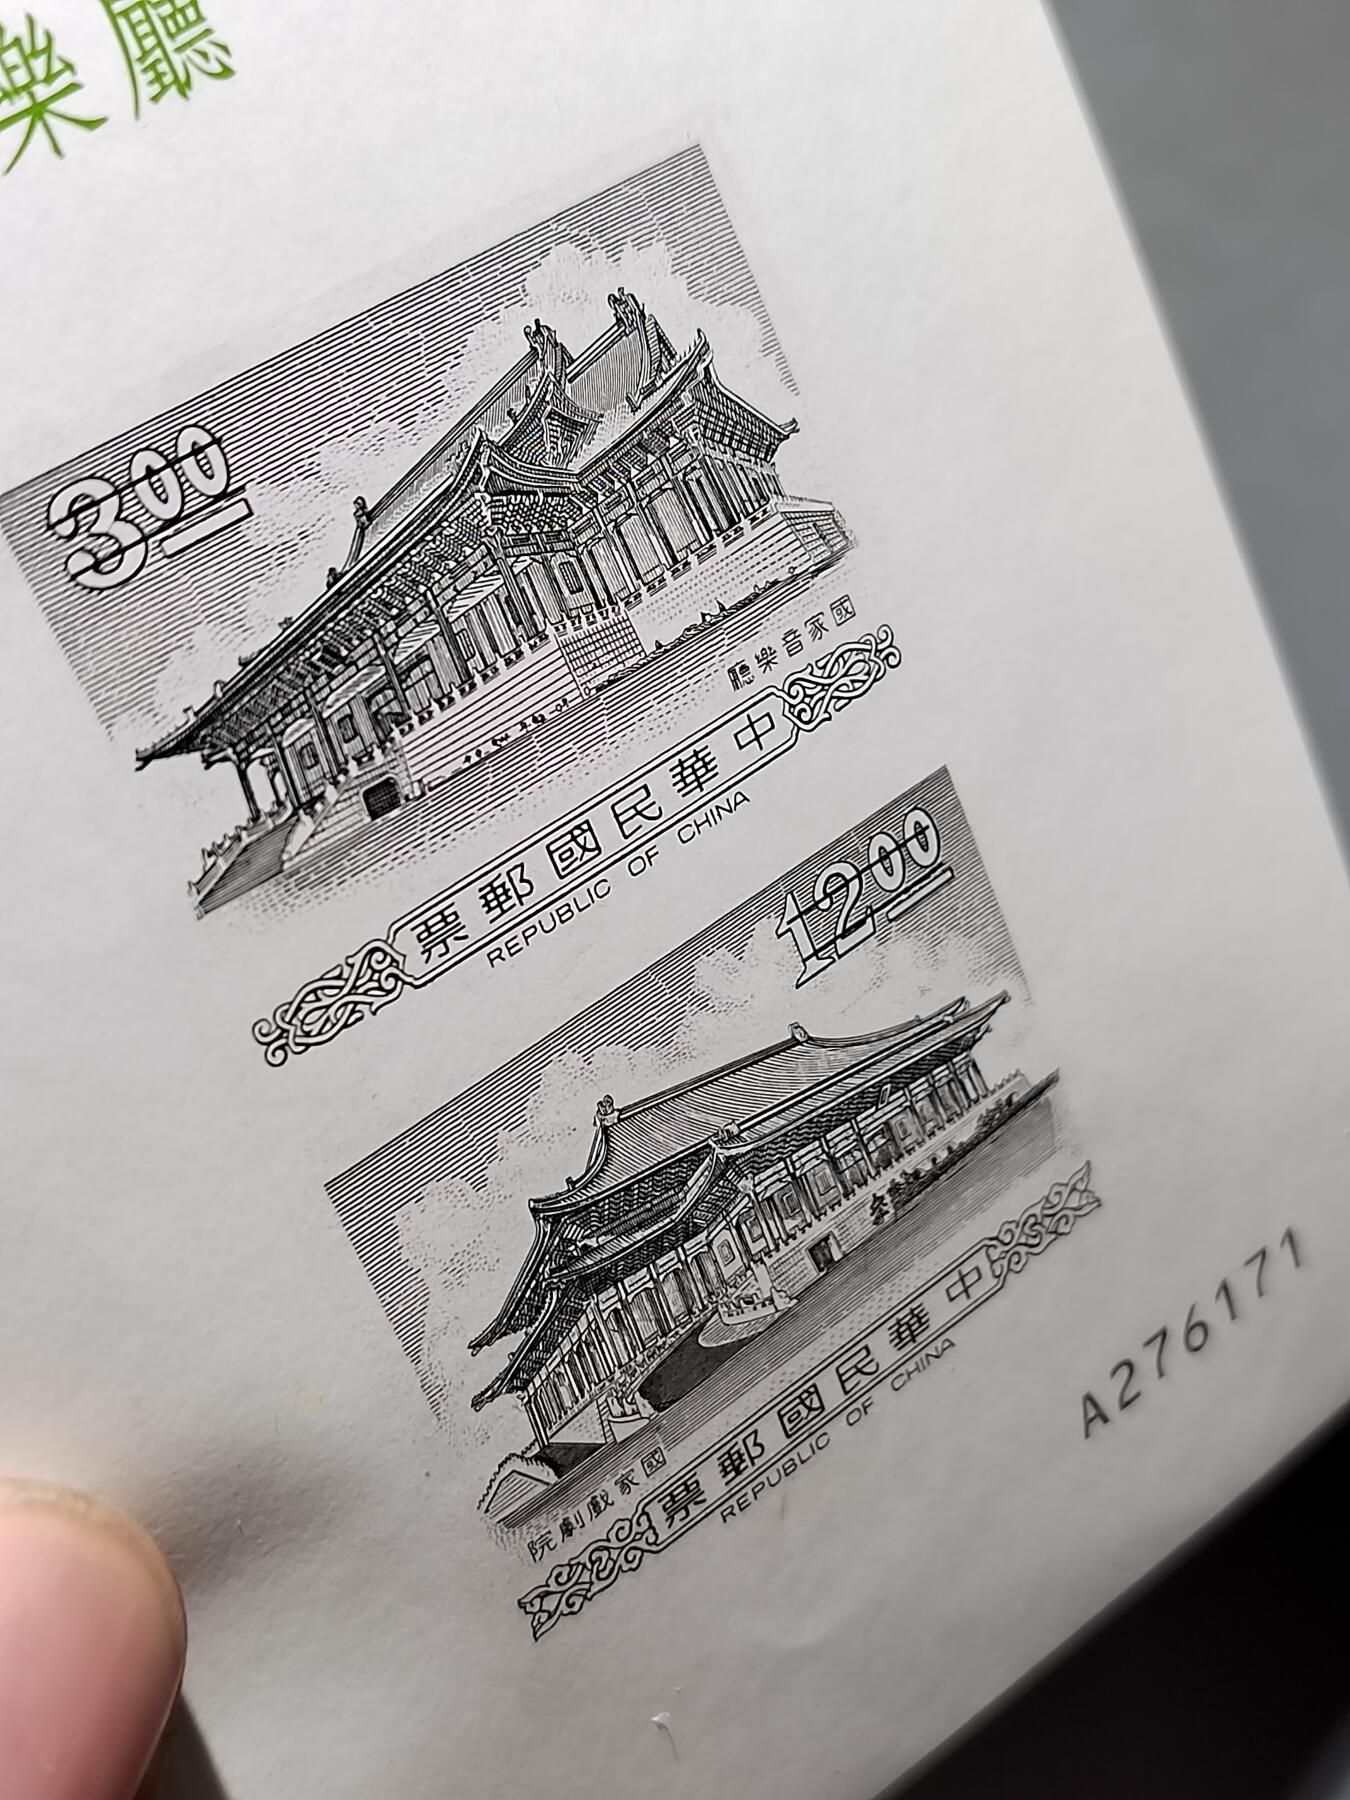 樂廳
3.00
國家音樂廳
中華民國郵票
REPUBLIC OF CHINA
12.00
國家戲劇院
中華民國郵票
REPUBLIC OF CHINA
A276171